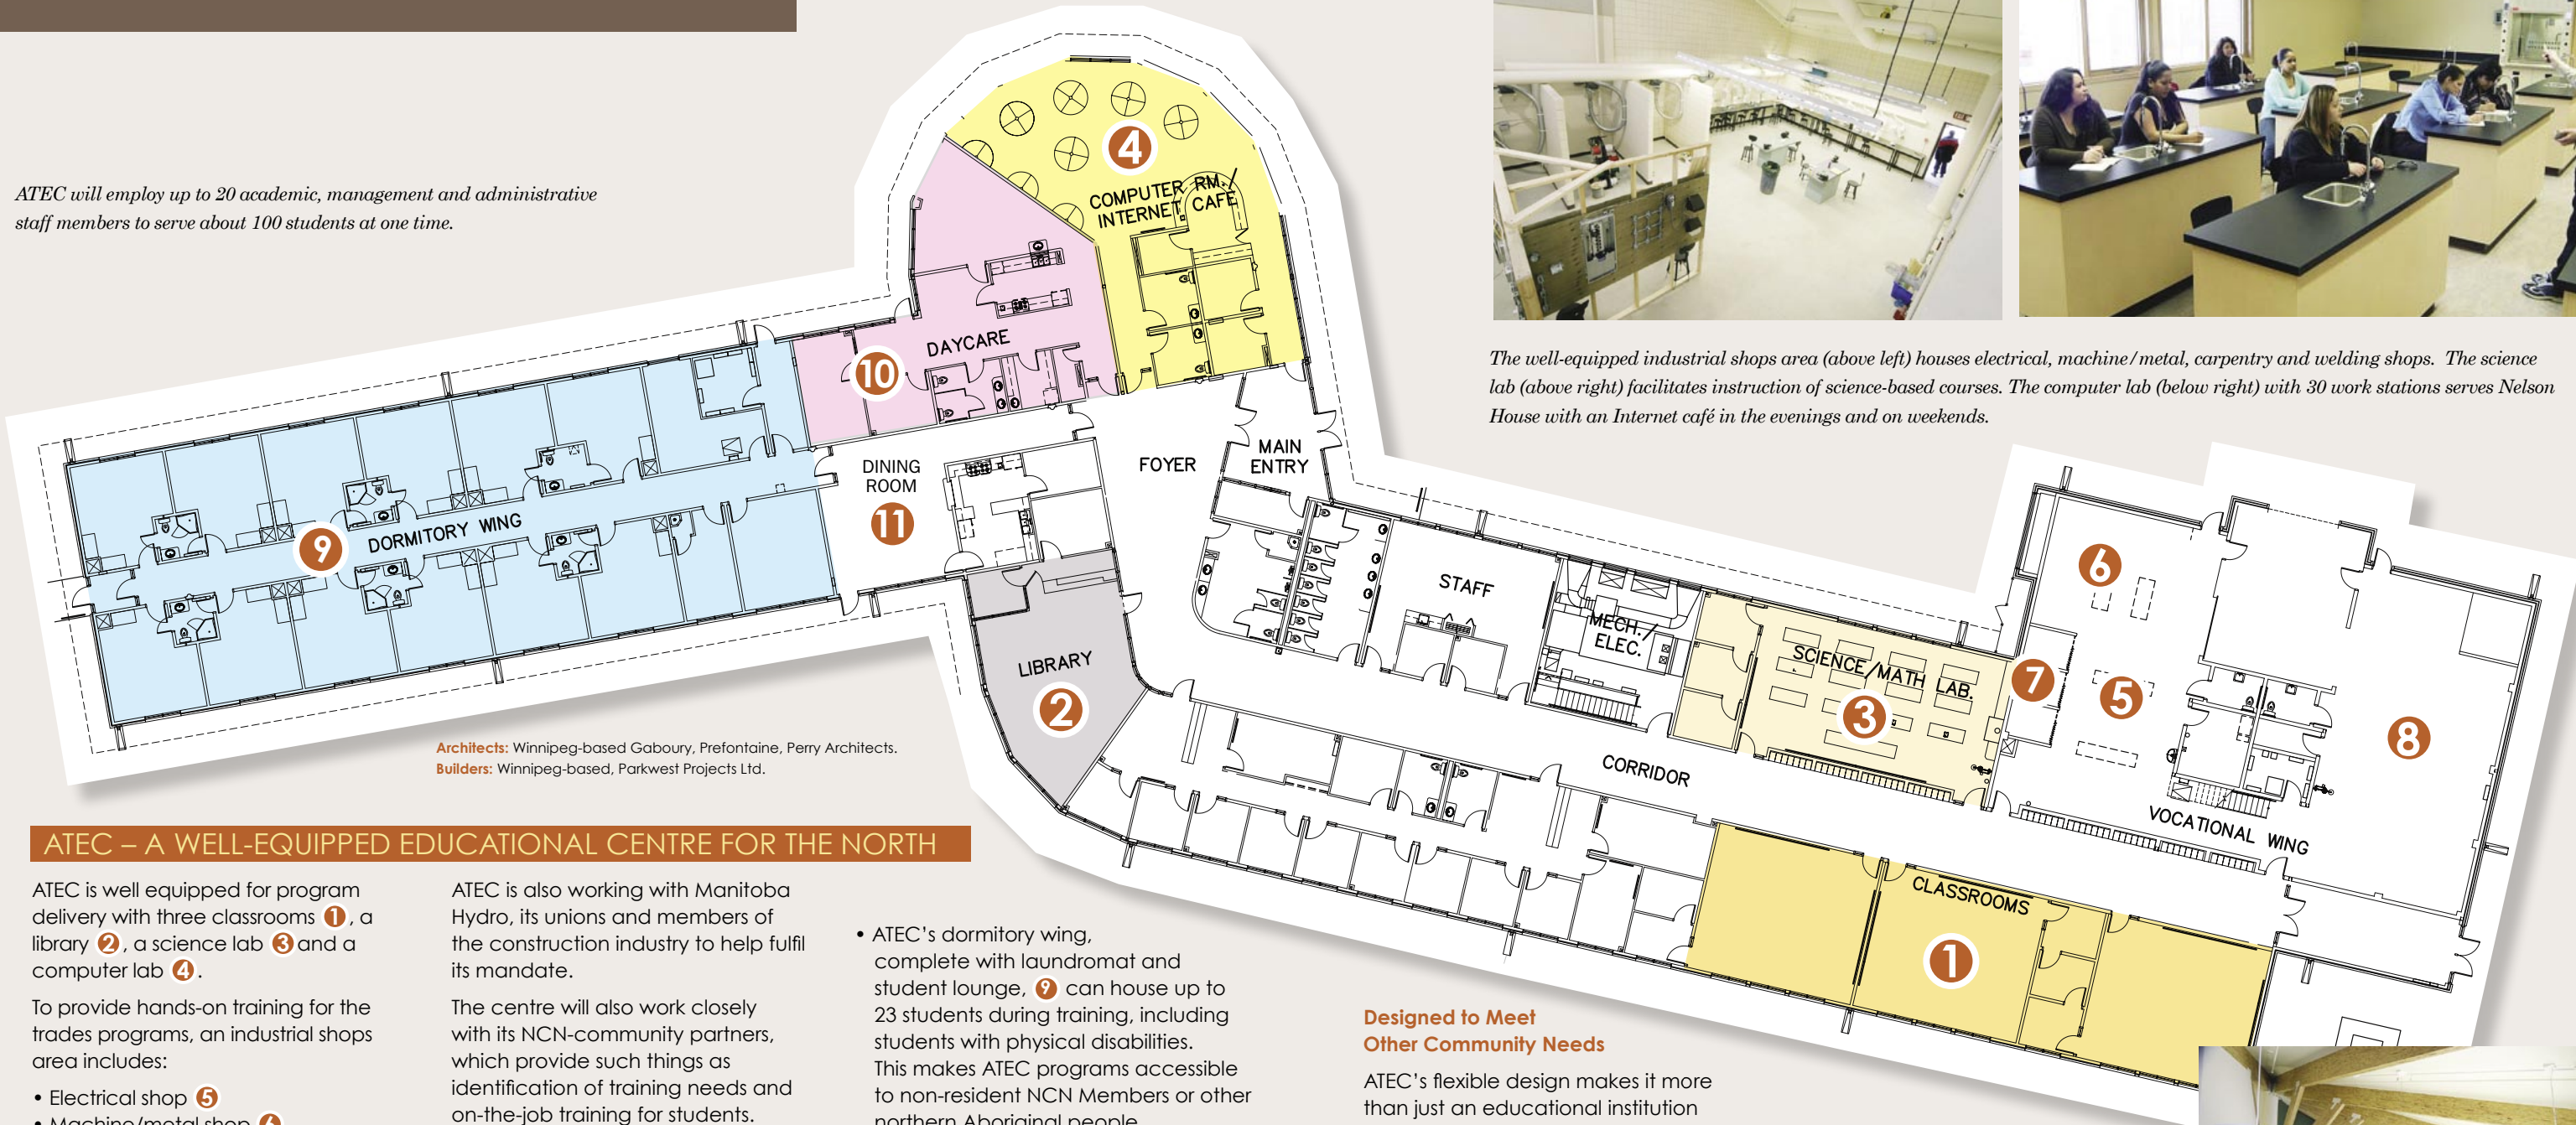 ATEC will employ up to 20 academic, management and administrative
staff members to serve about 100 students at one time.
4
COMPUTER RM./
INTERNET CAFE
DAYCARE
10
DINING
ROOM
11
FOYER
MAIN
ENTRY
DORMITORY WING
9
LIBRARY
2
STAFF
MECH./
ELEC.
SCIENCE/MATH LAB.
3
CORRIDOR
6
7
5
8
VOCATIONAL WING
CLASSROOMS
1
The well-equipped industrial shops area (above left) houses electrical, machine/metal, carpentry and welding shops. The science
lab (above right) facilitates instruction of science-based courses. The computer lab (below right) with 30 work stations serves Nelson
House with an Internet café in the evenings and on weekends.
Architects: Winnipeg-based Gaboury, Prefontaine, Perry Architects.
Builders: Winnipeg-based, Parkwest Projects Ltd.
ATEC – A WELL-EQUIPPED EDUCATIONAL CENTRE FOR THE NORTH
ATEC is well equipped for program
delivery with three classrooms 1, a
library 2, a science lab 3 and a
computer lab 4.
To provide hands-on training for the
trades programs, an industrial shops
area includes:
• Electrical shop 5
• Machine/metal shop 6
ATEC is also working with Manitoba
Hydro, its unions and members of
the construction industry to help fulfil
its mandate.
The centre will also work closely
with its NCN-community partners,
which provide such things as
identification of training needs and
on-the-job training for students.
• ATEC's dormitory wing,
complete with laundromat and
student lounge, 9 can house up to
23 students during training, including
students with physical disabilities.
This makes ATEC programs accessible
to non-resident NCN Members or other
northern Aboriginal people
Designed to Meet
Other Community Needs
ATEC's flexible design makes it more
than just an educational institution